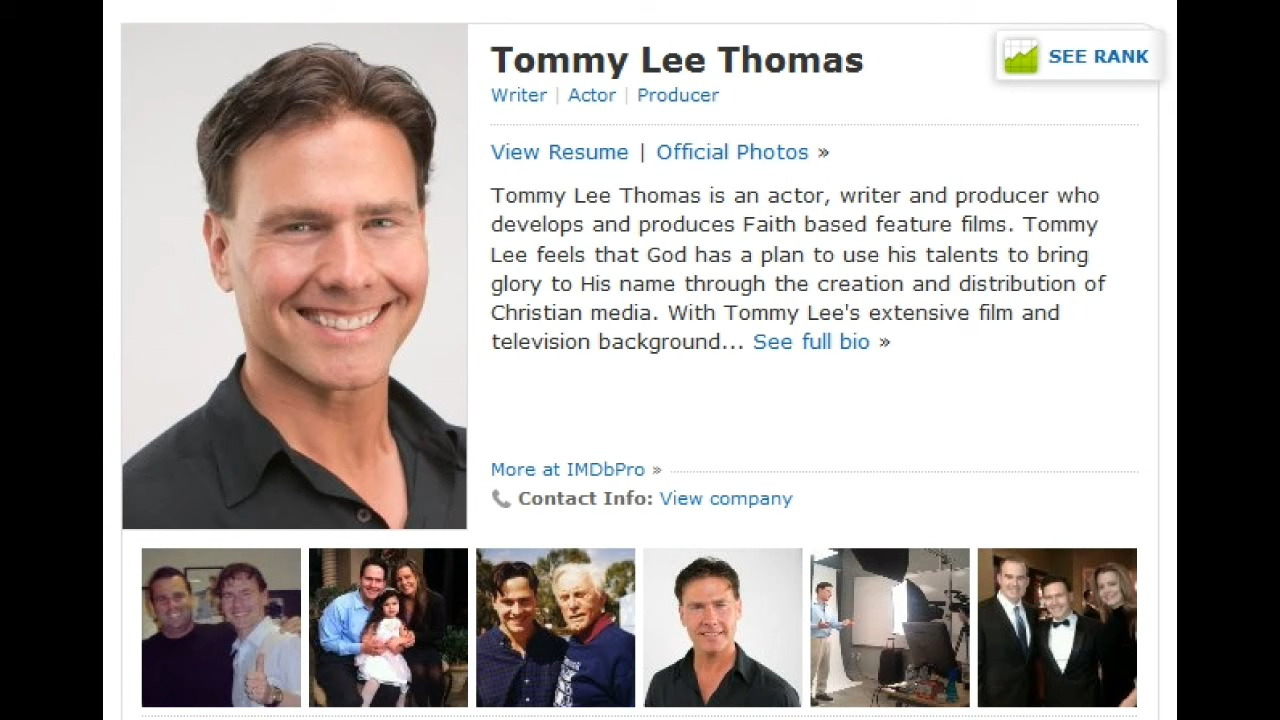 Tommy Lee Thomas
SEE RANK
Writer | Actor | Producer
View Resume | Official Photos »
Tommy Lee Thomas is an actor, writer and producer who
develops and produces Faith based feature films. Tommy
Lee feels that God has a plan to use his talents to bring
glory to His name through the creation and distribution of
Christian media. With Tommy Lee's extensive film and
television background... See full bio »
More at IMDbPro »
Contact Info: View company